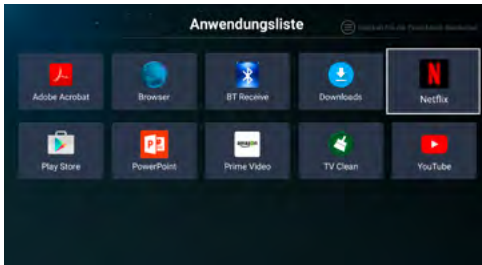 Anwendungsliste
Adobe Acrobat
Browser
BT Receive
Downloads
Netflix
Play Store
PowerPoint
Prime Video
TV Clean
YouTube